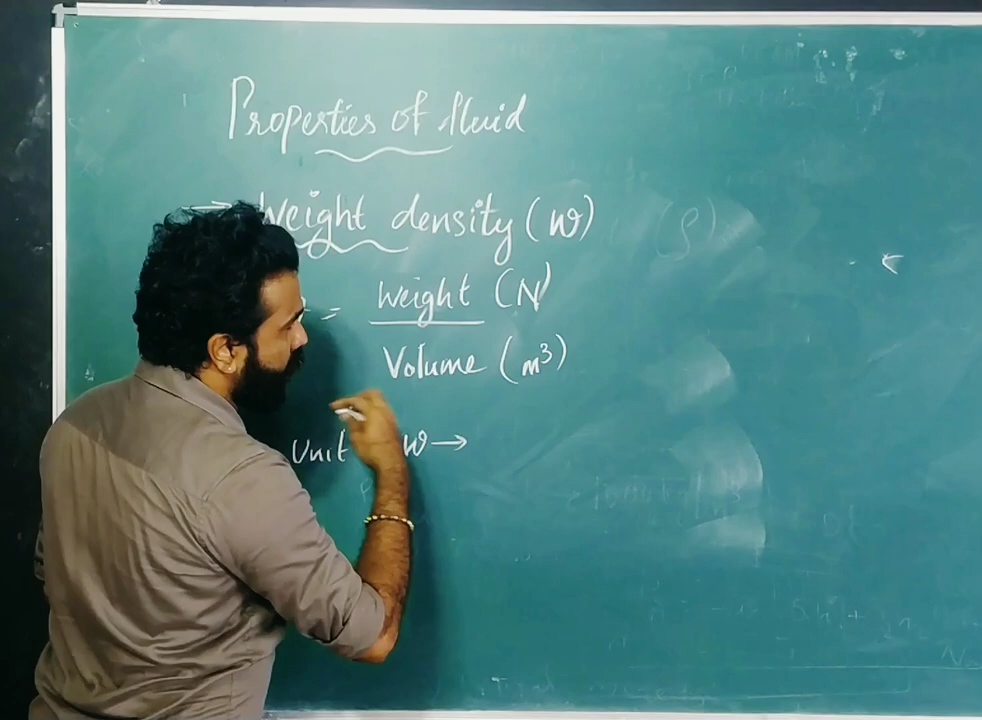 Properties of fluid
→ Weight density (w)
= Weight (N)
Volume (m³)
Unit w →